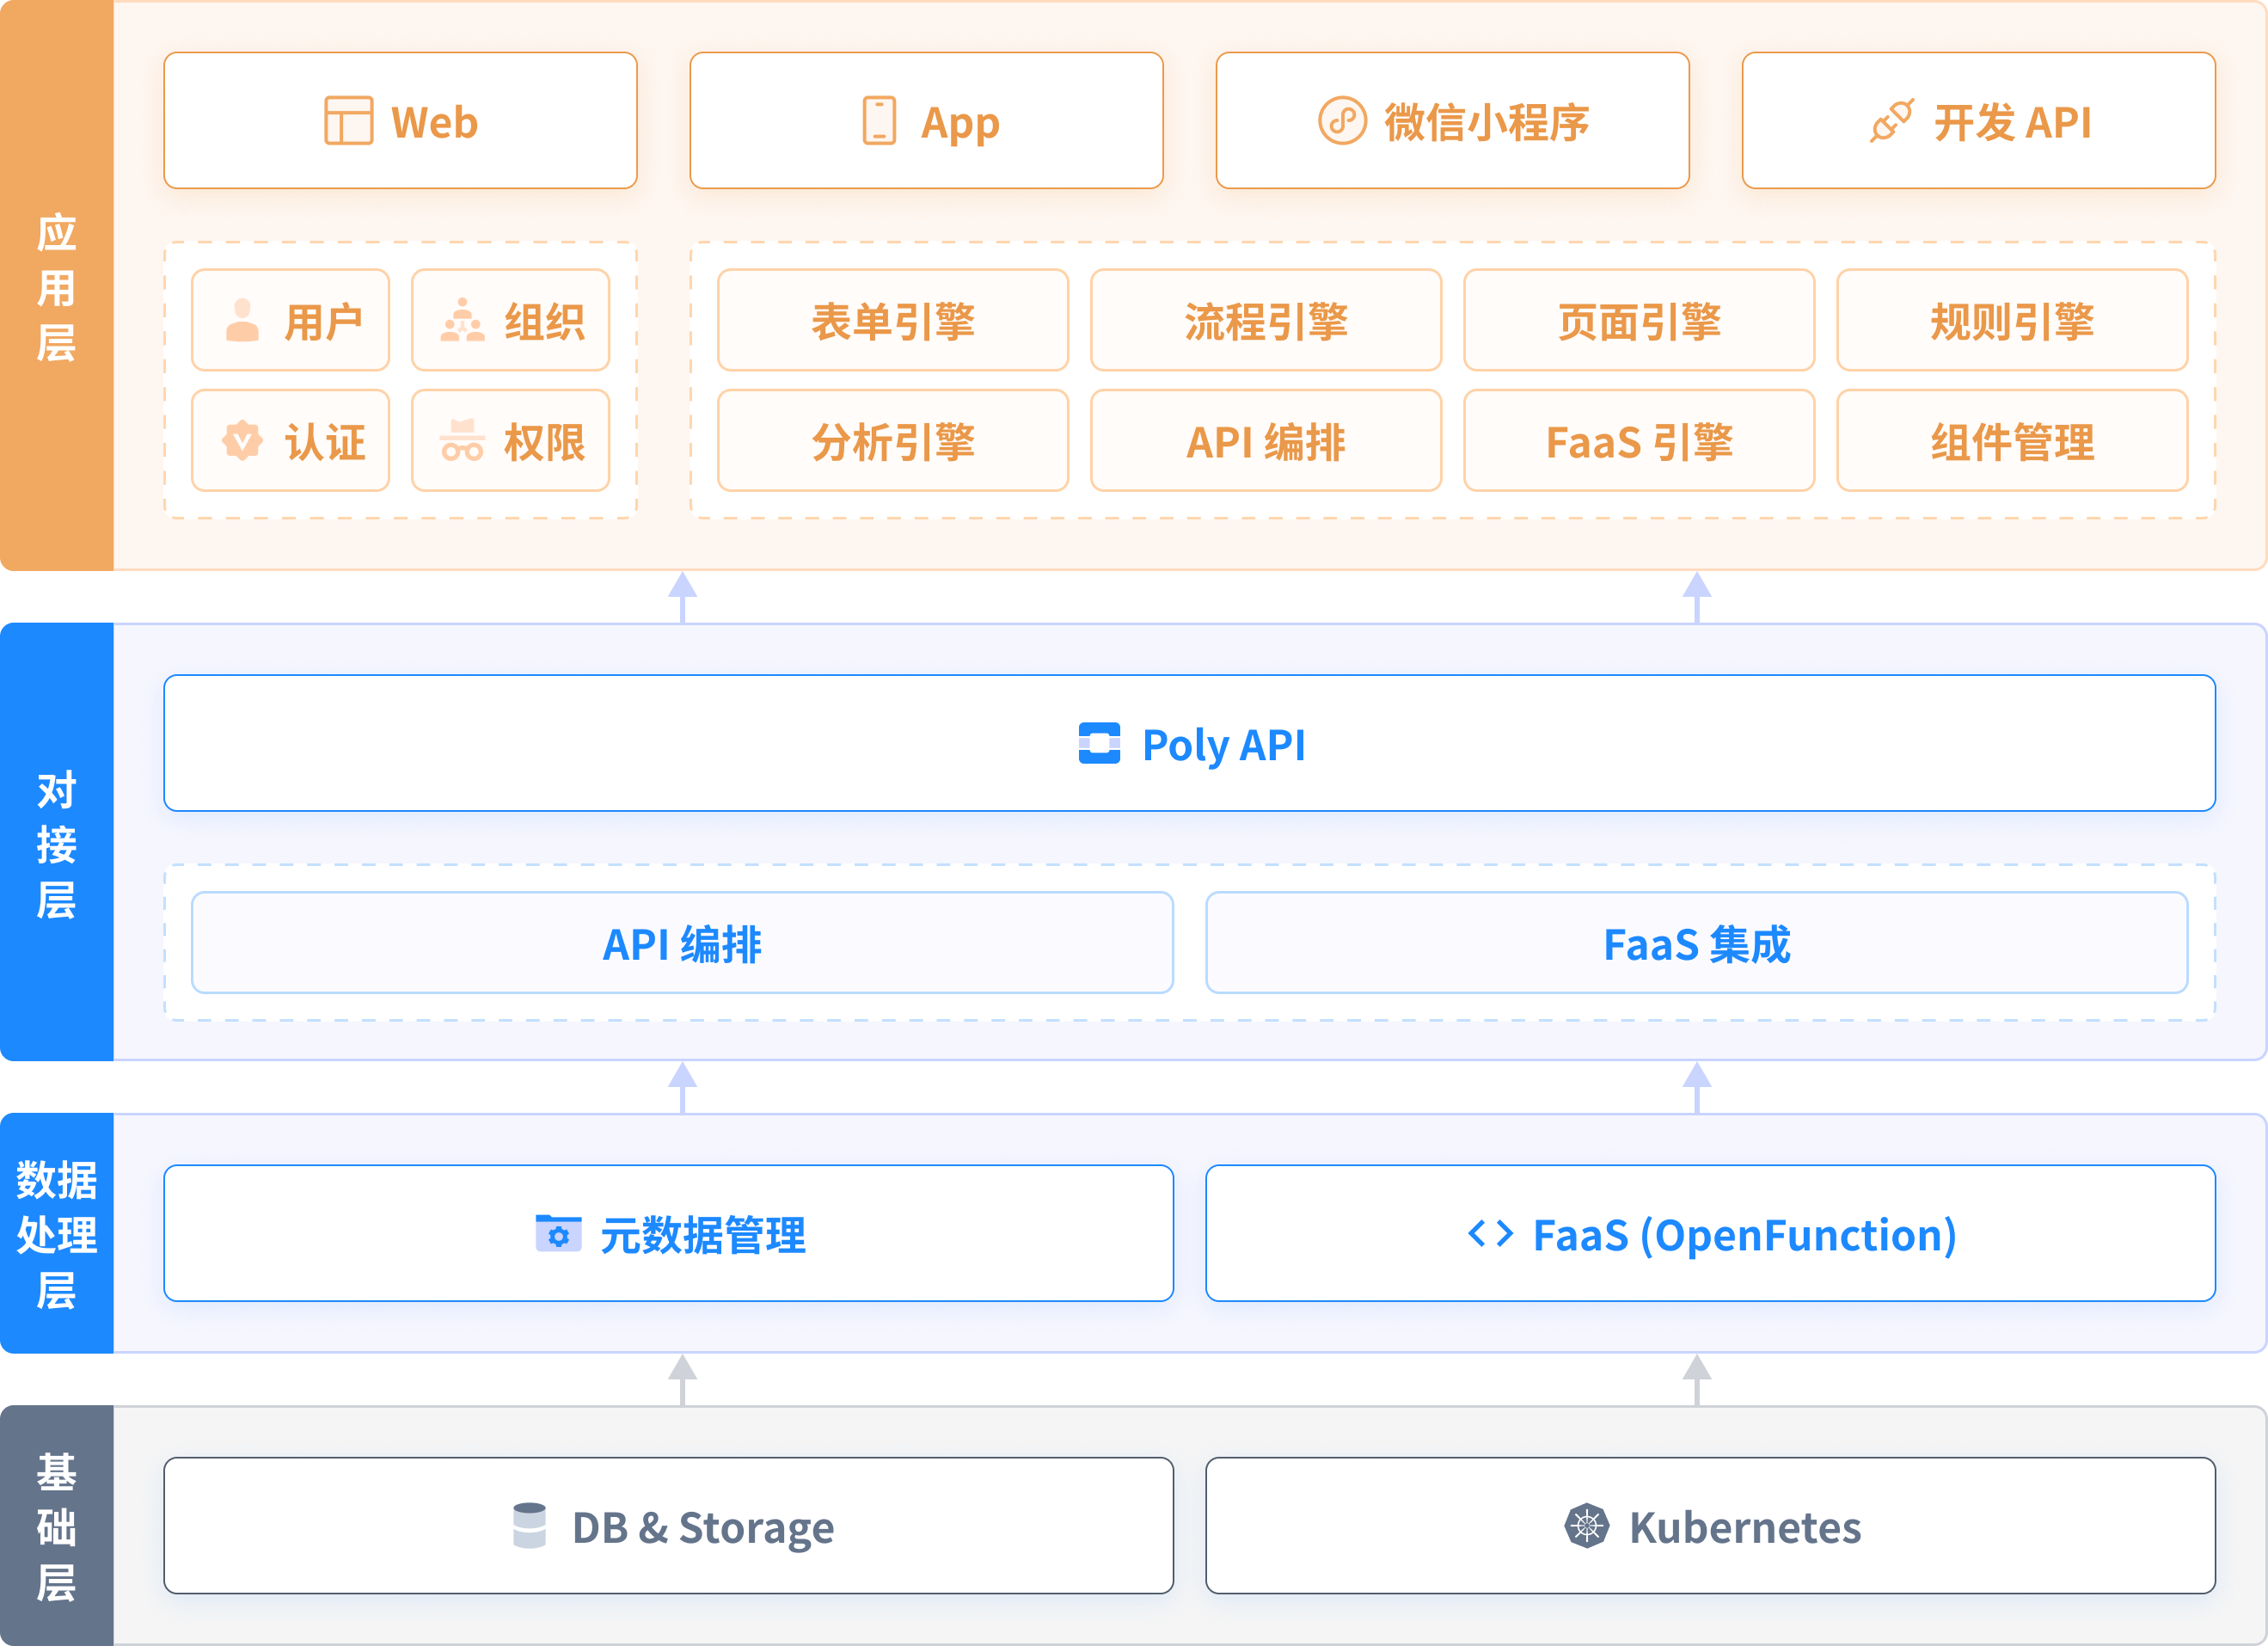 应用层
Web
App
微信小程序
开发 API
用户
组织
认证
权限
表单引擎
流程引擎
页面引擎
规则引擎
分析引擎
API 编排
FaaS 引擎
组件管理
对接层
Poly API
API 编排
FaaS 集成
数据
处理
层
元数据管理
FaaS (OpenFunction)
基础层
DB & Storage
Kubernetes